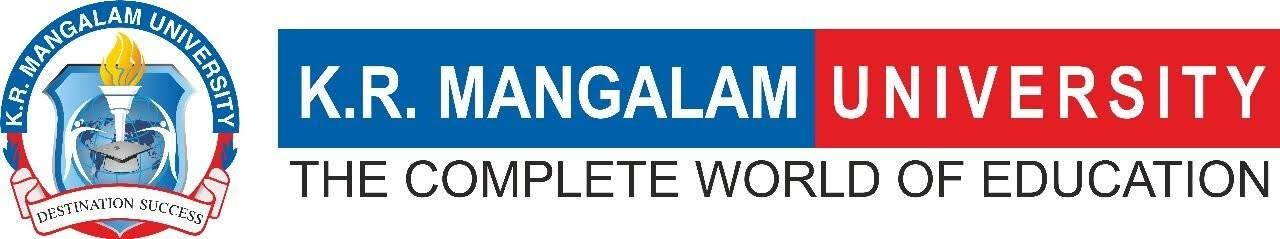 K.R. MANGALAM UNIVERSITY
DESTINATION SUCCESS
K.R. MANGALAM UNIVERSITY
THE COMPLETE WORLD OF EDUCATION